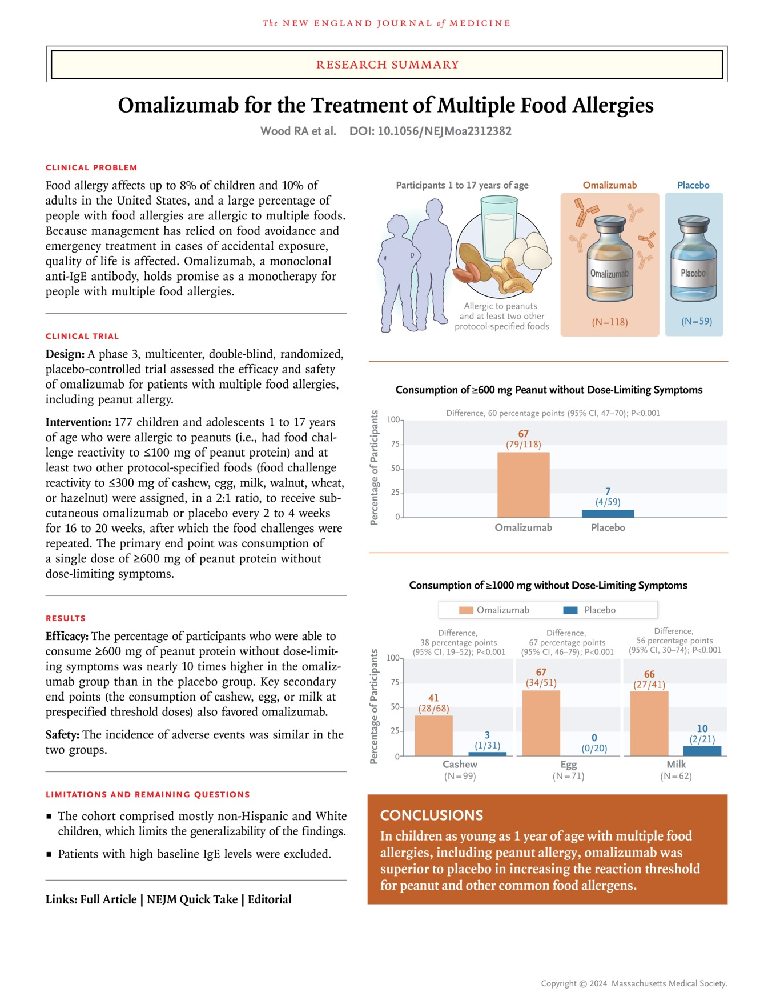 The NEW ENGLAND JOURNAL of MEDICINE
RESEARCH SUMMARY
Omalizumab for the Treatment of Multiple Food Allergies
Wood RA et al. DOI: 10.1056/NEJMoa2312382
CLINICAL PROBLEM
Food allergy affects up to 8% of children and 10% of
adults in the United States, and a large percentage of
people with food allergies are allergic to multiple foods.
Because management has relied on food avoidance and
emergency treatment in cases of accidental exposure,
quality of life is affected. Omalizumab, a monoclonal
anti-IgE antibody, holds promise as a monotherapy for
people with multiple food allergies.
CLINICAL TRIAL
Design: A phase 3, multicenter, double-blind, randomized,
placebo-controlled trial assessed the efficacy and safety
of omalizumab for patients with multiple food allergies,
including peanut allergy.
Intervention: 177 children and adolescents 1 to 17 years
of age who were allergic to peanuts (i.e., had food chal-
lenge reactivity to ≤100 mg of peanut protein) and at
least two other protocol-specified foods (food challenge
reactivity to ≤300 mg of cashew, egg, milk, walnut, wheat,
or hazelnut) were assigned, in a 2:1 ratio, to receive sub-
cutaneous omalizumab or placebo every 2 to 4 weeks
for 16 to 20 weeks, after which the food challenges were
repeated. The primary end point was consumption of
a single dose of ≥600 mg of peanut protein without
dose-limiting symptoms.
RESULTS
Efficacy: The percentage of participants who were able to
consume ≥600 mg of peanut protein without dose-limit-
ing symptoms was nearly 10 times higher in the omaliz-
umab group than in the placebo group. Key secondary
end points (the consumption of cashew, egg, or milk at
prespecified threshold doses) also favored omalizumab.
Safety: The incidence of adverse events was similar in the
two groups.
LIMITATIONS AND REMAINING QUESTIONS
▪ The cohort comprised mostly non-Hispanic and White
children, which limits the generalizability of the findings.
▪ Patients with high baseline IgE levels were excluded.
Links: Full Article | NEJM Quick Take | Editorial
Participants 1 to 17 years of age
Omalizumab
Placebo
Omalizumab
Placebo
Allergic to peanuts
and at least two other
protocol-specified foods
(N=118)
(N=59)
Consumption of ≥600 mg Peanut without Dose-Limiting Symptoms
Difference, 60 percentage points (95% CI, 47–70); P<0.001
Percentage of Participants
100
75
50
25
0
67
(79/118)
7
(4/59)
Omalizumab
Placebo
Consumption of ≥1000 mg without Dose-Limiting Symptoms
Omalizumab
Placebo
Difference,
38 percentage points
(95% CI, 19–52); P<0.001
Difference,
67 percentage points
(95% CI, 46–79); P<0.001
Difference,
56 percentage points
(95% CI, 30–74); P<0.001
Percentage of Participants
100
75
50
25
0
41
(28/68)
3
(1/31)
67
(34/51)
0
(0/20)
66
(27/41)
10
(2/21)
Cashew
(N=99)
Egg
(N=71)
Milk
(N=62)
CONCLUSIONS
In children as young as 1 year of age with multiple food
allergies, including peanut allergy, omalizumab was
superior to placebo in increasing the reaction threshold
for peanut and other common food allergens.
Copyright © 2024 Massachusetts Medical Society.